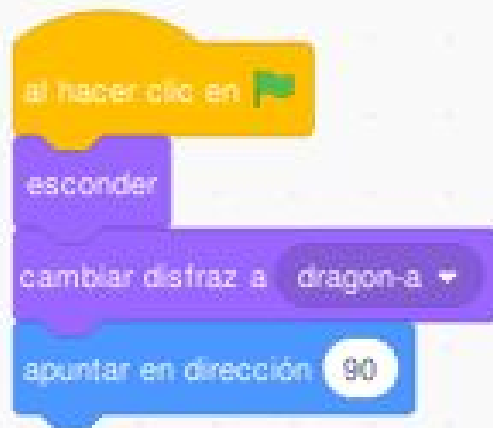 al hacer clic en
esconder
cambiar disfraz a dragon-a
apuntar en dirección 90